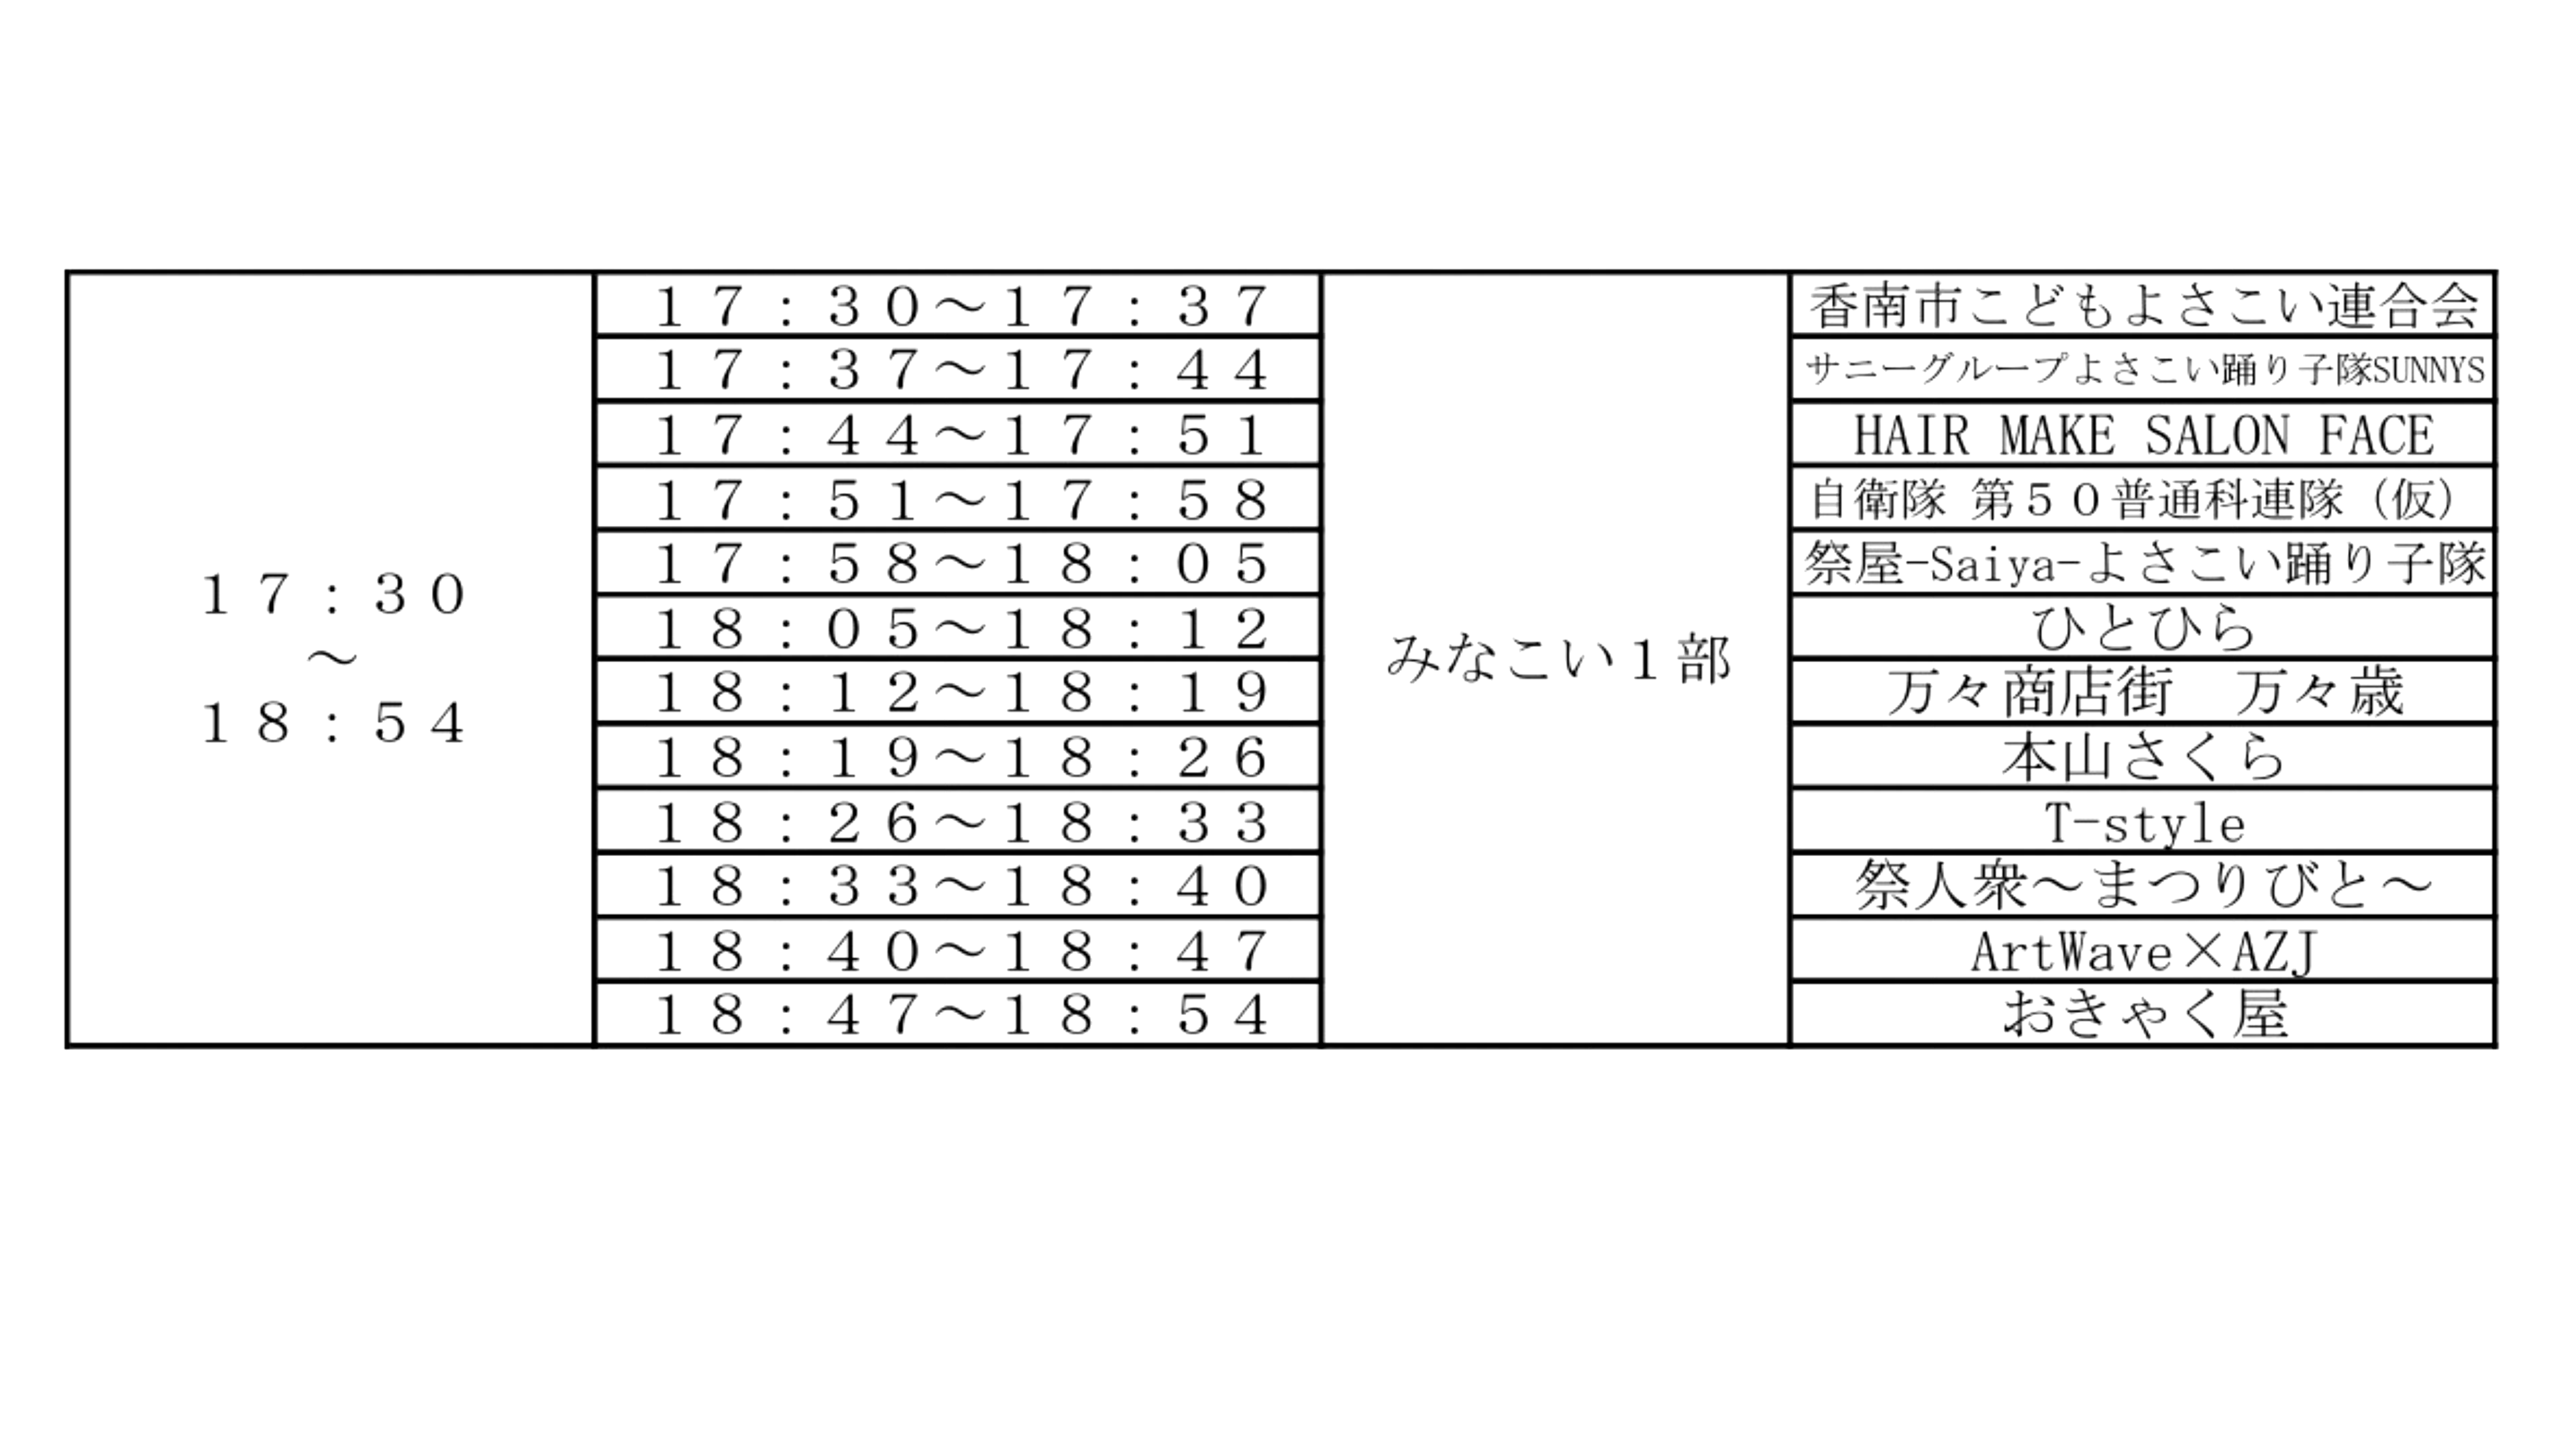 １７：３０
～
１８：５４
１７：３０～１７：３７
１７：３７～１７：４４
１７：４４～１７：５１
１７：５１～１７：５８
１７：５８～１８：０５
１８：０５～１８：１２
１８：１２～１８：１９
１８：１９～１８：２６
１８：２６～１８：３３
１８：３３～１８：４０
１８：４０～１８：４７
１８：４７～１８：５４
みなこい１部
香南市こどもよさこい連合会
サニーグループよさこい踊り子隊SUNNYS
HAIR MAKE SALON FACE
自衛隊 第５０普通科連隊（仮）
祭屋-Saiya-よさこい踊り子隊
ひとひら
万々商店街　万々歳
本山さくら
T-style
祭人衆～まつりびと～
ArtWave×AZJ
おきゃく屋